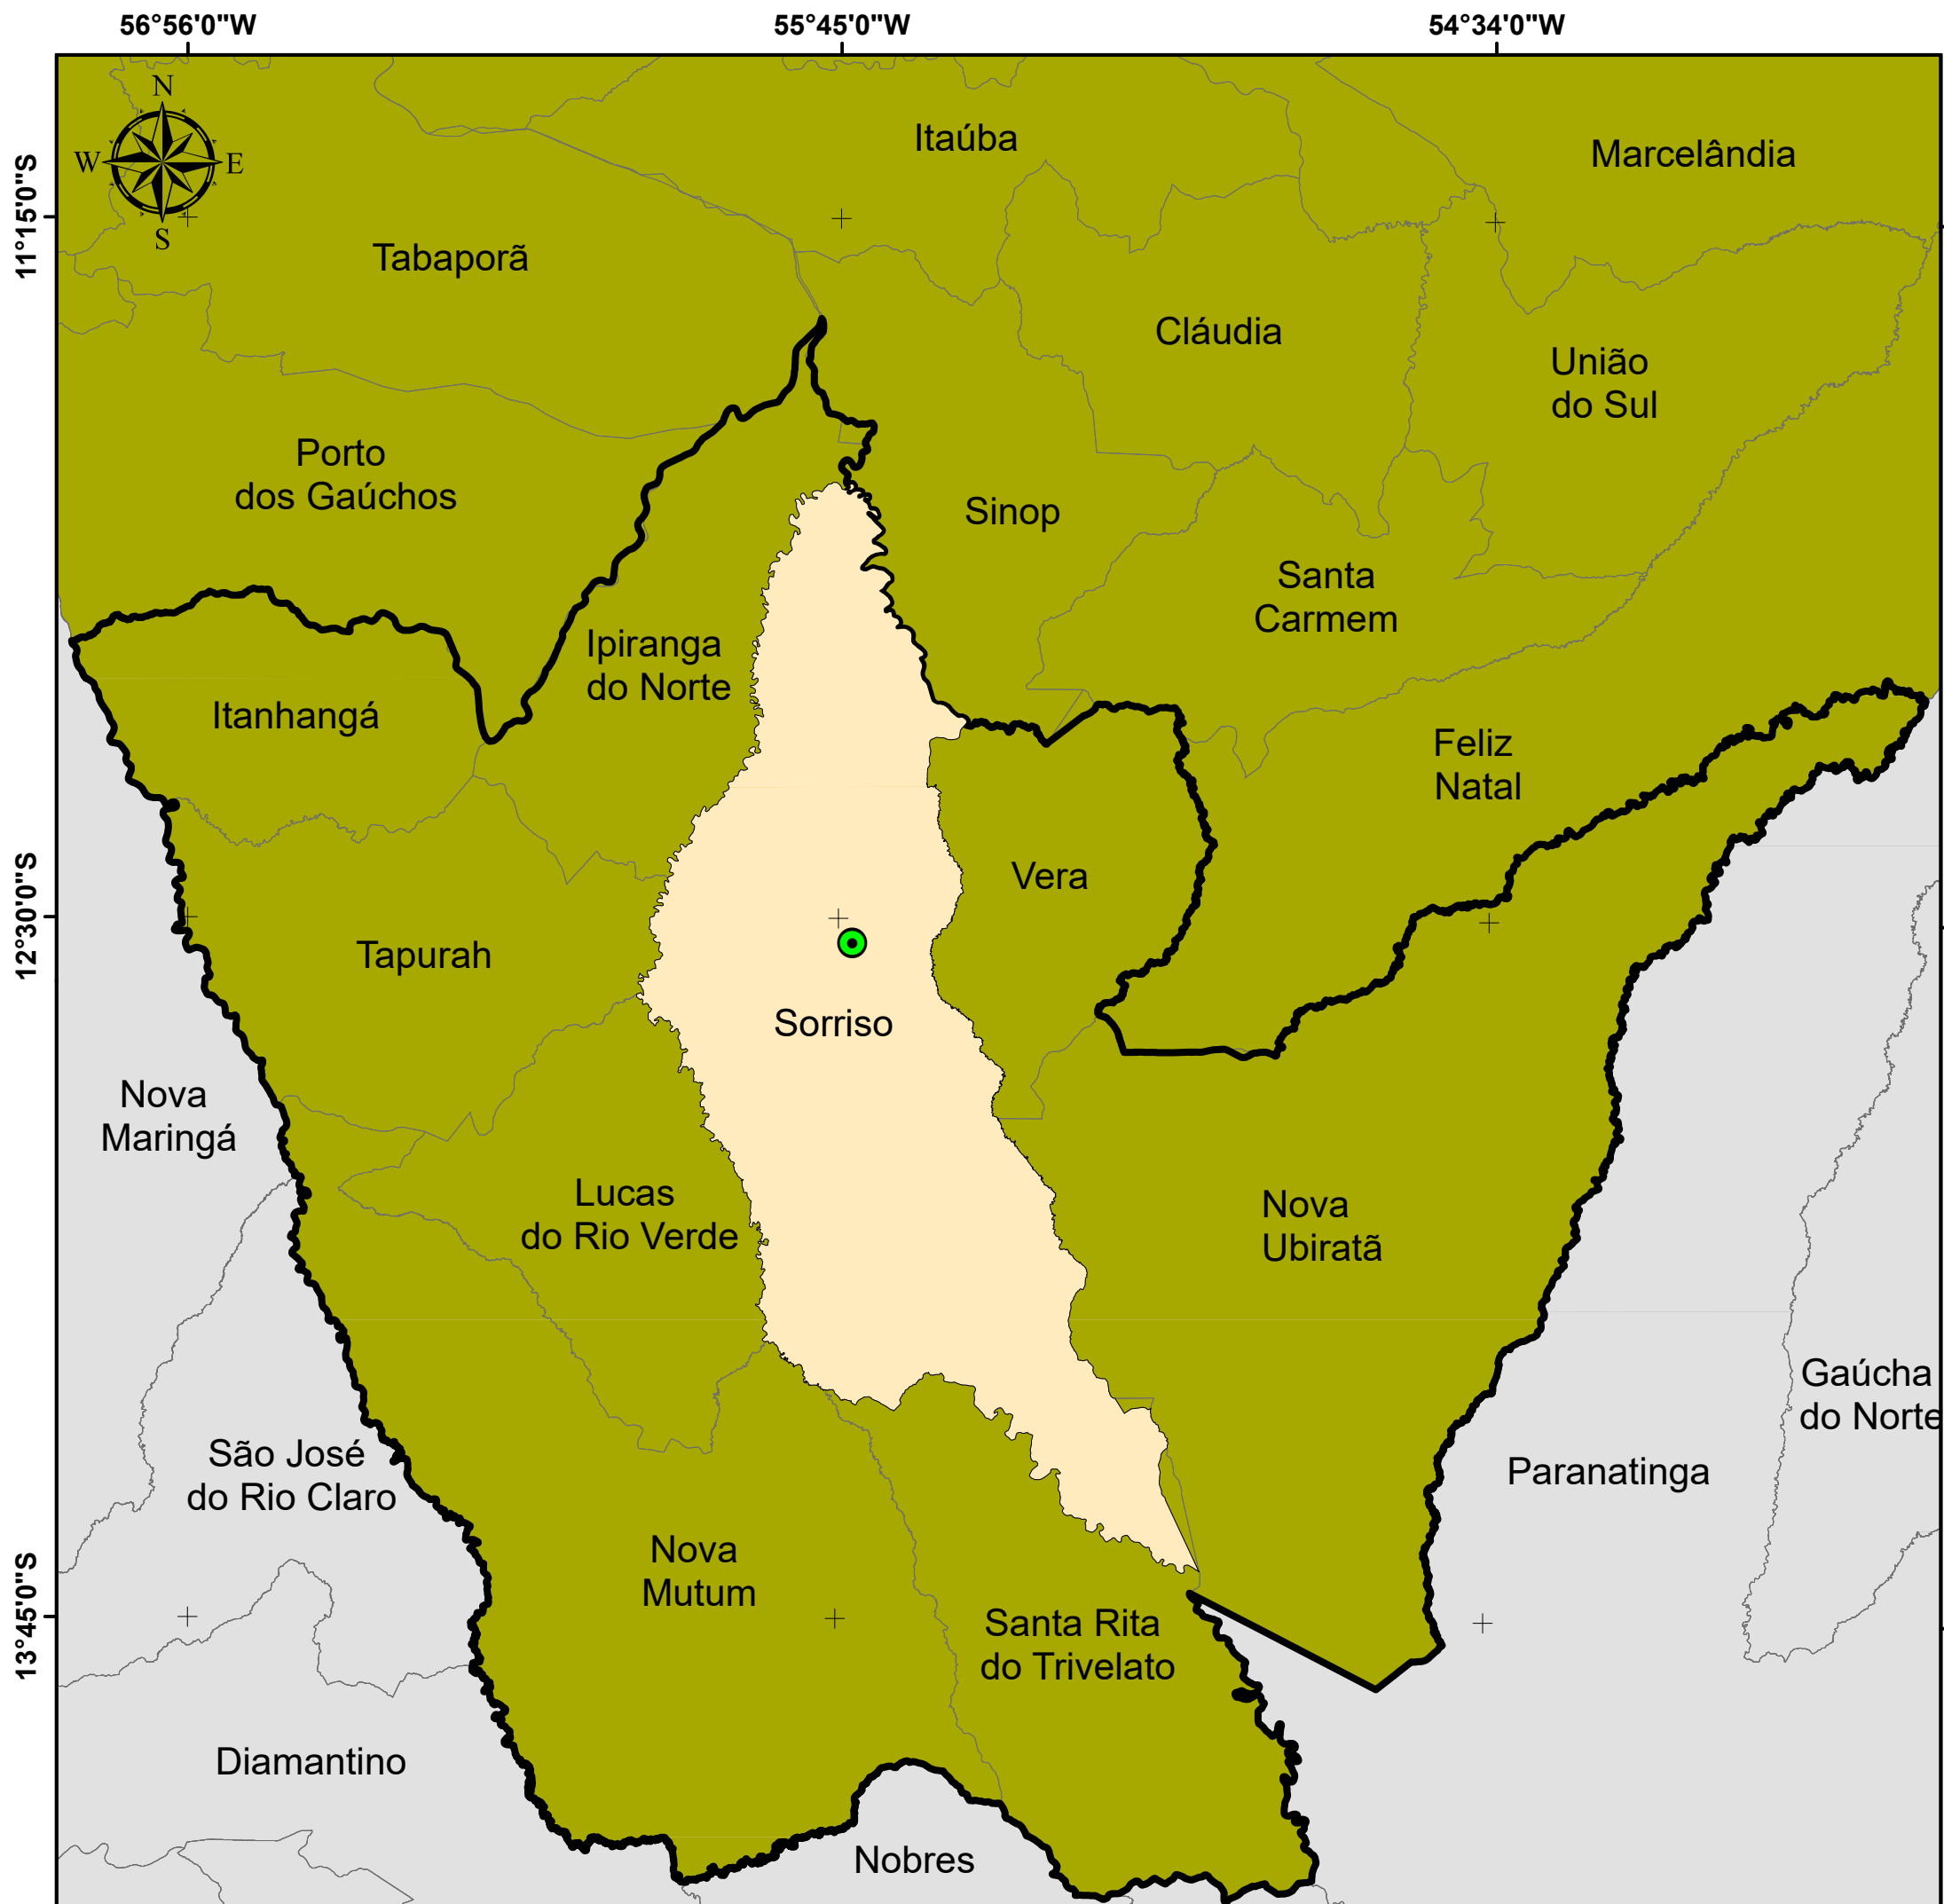 56°56'0"W
55°45'0"W
54°34'0"W
N
W
E
S
11°15'0"S
12°30'0"S
13°45'0"S
Itaúba
Marcelândia
Tabaporã
Cláudia
União
do Sul
Porto
dos Gaúchos
Sinop
Santa
Carmem
Ipiranga
do Norte
Itanhangá
Feliz
Natal
Vera
Tapurah
Sorriso
Nova
Maringá
Lucas
do Rio Verde
Nova
Ubiratã
Gaúcha
do Norte
São José
do Rio Claro
Paranatinga
Nova
Mutum
Santa Rita
do Trivelato
Diamantino
Nobres